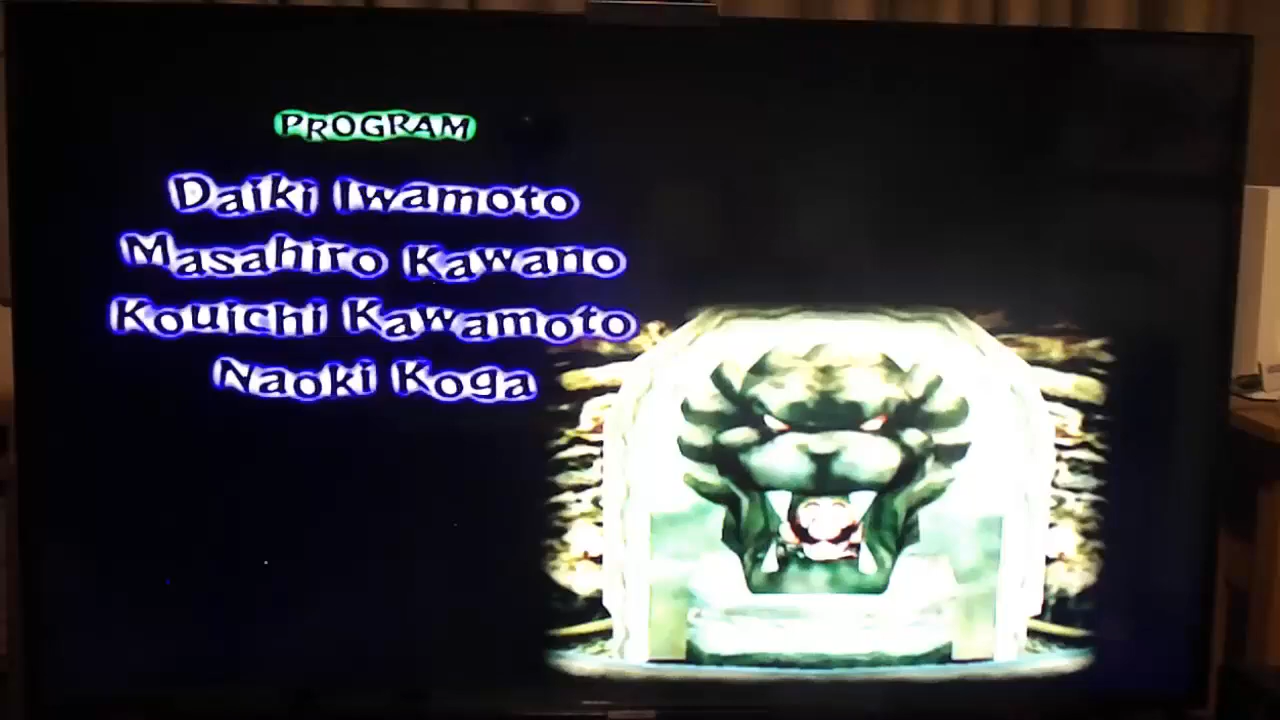 PROGRAM
Daiki Iwamoto
Masahiro Kawano
Kouichi Kawamoto
Naoki Koga